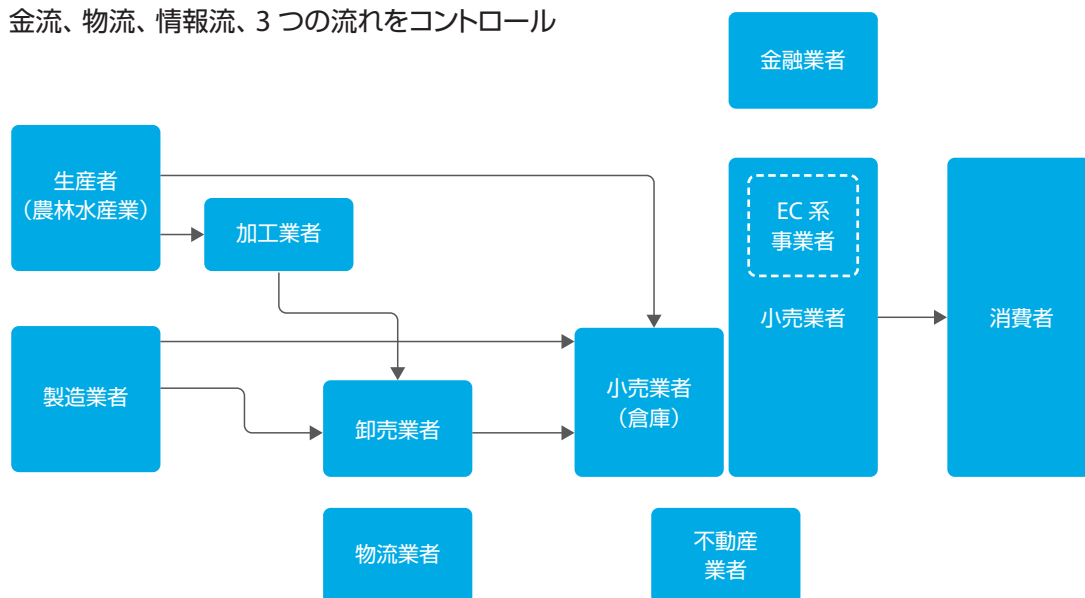 金流、物流、情報流、3 つの流れをコントロール
金融業者
生産者
（農林水産業）
加工業者
EC 系
事業者
小売業者
消費者
製造業者
卸売業者
小売業者
（倉庫）
物流業者
不動産
業者